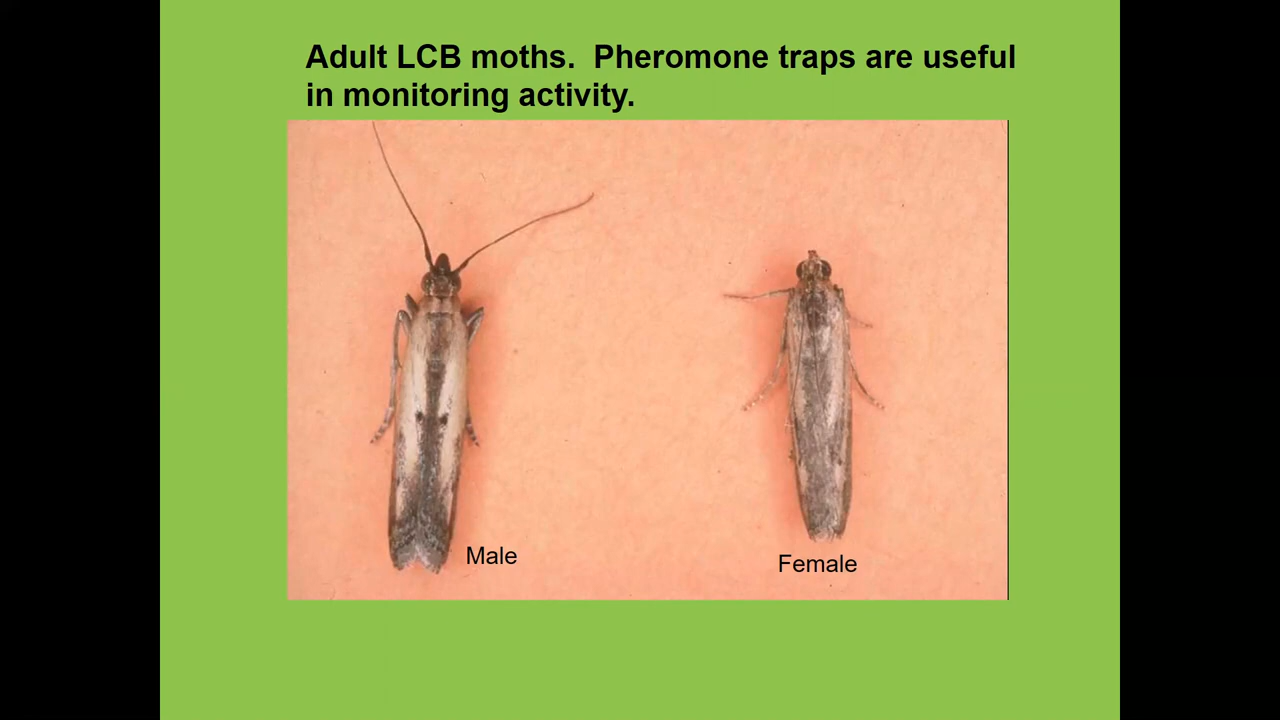 Adult LCB moths.  Pheromone traps are useful
in monitoring activity.
Male
Female